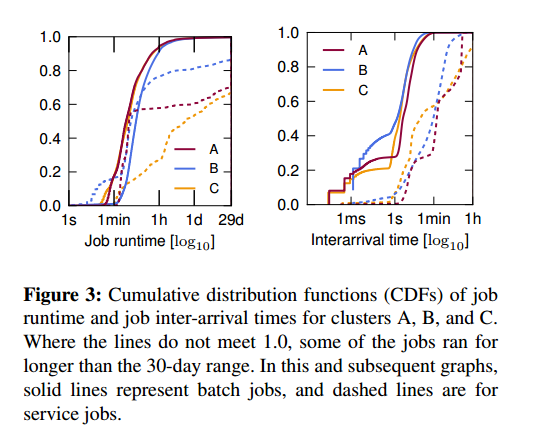 1.0
0.8
0.6
0.4
0.2
0.0
A
B
C
1s 1min 1h 1d 29d
Job runtime [log10]
1.0
0.8
0.6
0.4
0.2
0.0
A
B
C
1ms 1s 1min 1h
Interarrival time [log10]
Figure 3: Cumulative distribution functions (CDFs) of job
runtime and job inter-arrival times for clusters A, B, and C.
Where the lines do not meet 1.0, some of the jobs ran for
longer than the 30-day range. In this and subsequent graphs,
solid lines represent batch jobs, and dashed lines are for
service jobs.